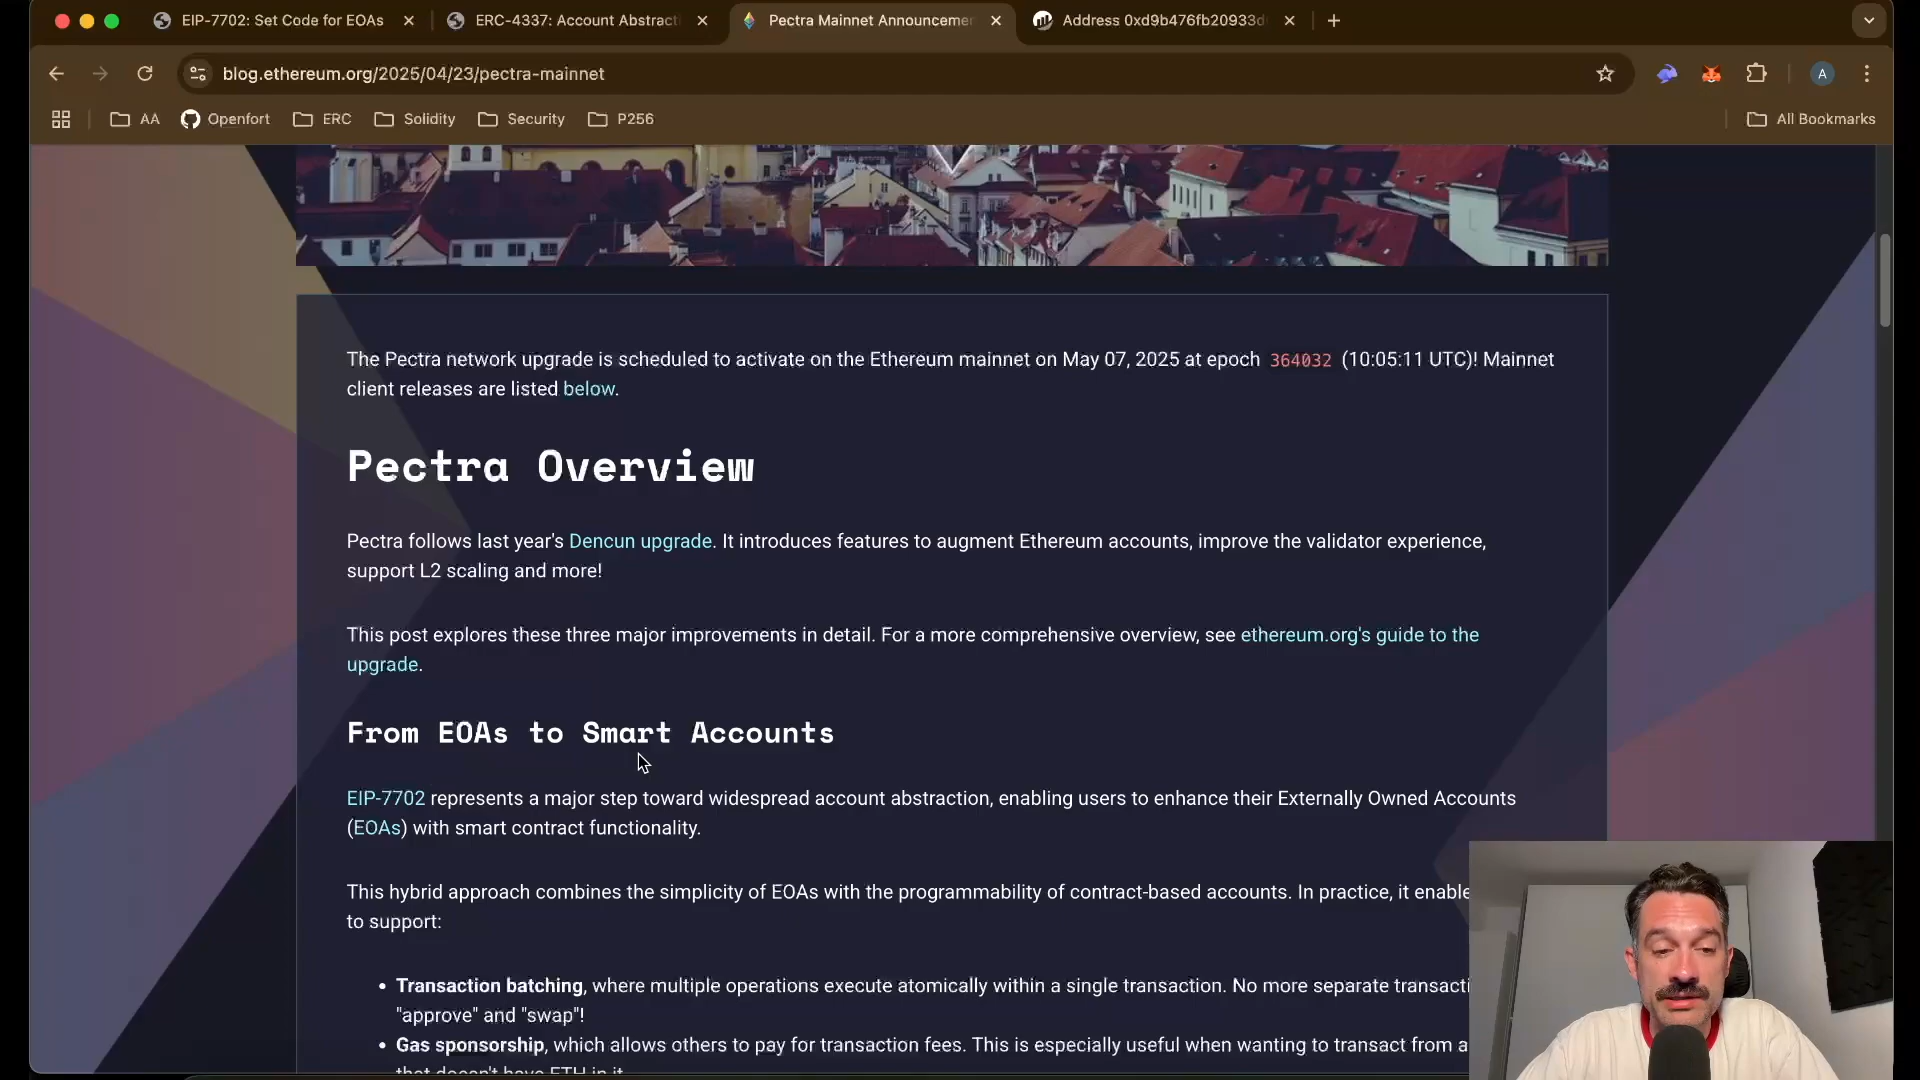 EIP-7702: Set Code for EOAs
ERC-4337: Account Abstract
Pectra Mainnet Announceme
Address 0xd9b476fb20933d
blog.ethereum.org/2025/04/23/pectra-mainnet
A
AA
Openfort
ERC
Solidity
Security
P256
All Bookmarks
The Pectra network upgrade is scheduled to activate on the Ethereum mainnet on May 07, 2025 at epoch 364032 (10:05:11 UTC)! Mainnet
client releases are listed below.
Pectra Overview
Pectra follows last year's Dencun upgrade. It introduces features to augment Ethereum accounts, improve the validator experience,
support L2 scaling and more!
This post explores these three major improvements in detail. For a more comprehensive overview, see ethereum.org's guide to the
upgrade.
From EOAs to Smart Accounts
EIP-7702 represents a major step toward widespread account abstraction, enabling users to enhance their Externally Owned Accounts
(EOAs) with smart contract functionality.
This hybrid approach combines the simplicity of EOAs with the programmability of contract-based accounts. In practice, it enable
to support:
• Transaction batching, where multiple operations execute atomically within a single transaction. No more separate transacti
"approve" and "swap"!
• Gas sponsorship, which allows others to pay for transaction fees. This is especially useful when wanting to transact from a
that doesn't have ETH in it